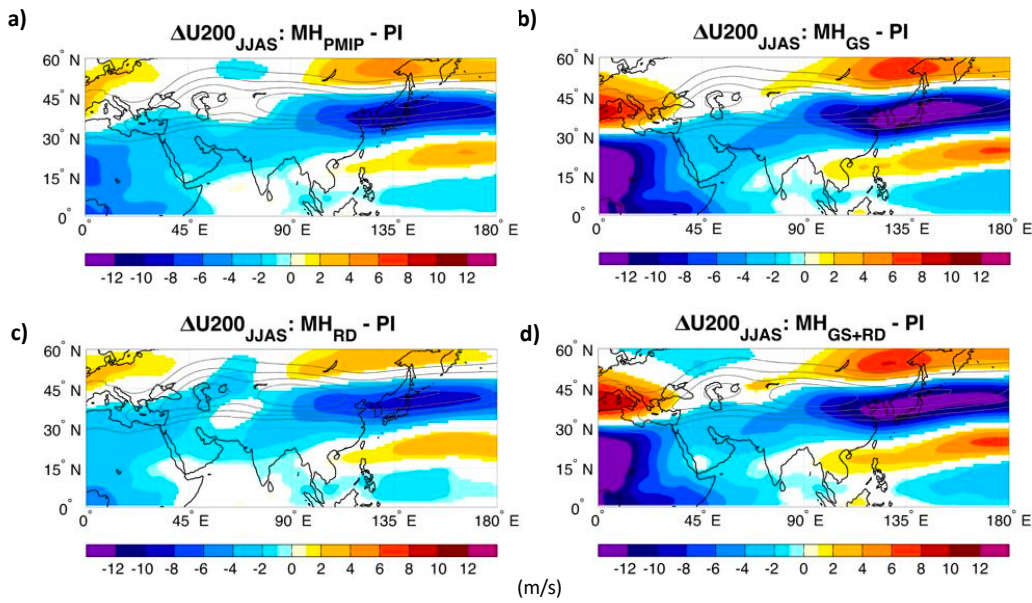 a)
ΔU200JJAS: MHPMIP - PI
60° N
45° N
30° N
15° N
0°
0° 45° E 90° E 135° E 180° E
-12 -10 -8 -6 -4 -2 0 2 4 6 8 10 12
b)
ΔU200JJAS: MHGS - PI
60° N
45° N
30° N
15° N
0°
0° 45° E 90° E 135° E 180° E
-12 -10 -8 -6 -4 -2 0 2 4 6 8 10 12
c)
ΔU200JJAS: MHRD - PI
60° N
45° N
30° N
15° N
0°
0° 45° E 90° E 135° E 180° E
-12 -10 -8 -6 -4 -2 0 2 4 6 8 10 12
d)
ΔU200JJAS: MHGS+RD - PI
60° N
45° N
30° N
15° N
0°
0° 45° E 90° E 135° E 180° E
-12 -10 -8 -6 -4 -2 0 2 4 6 8 10 12
(m/s)